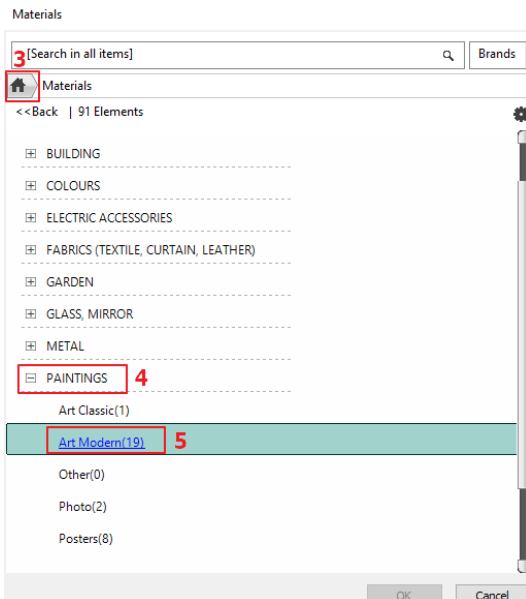 Materials
3 [Search in all items] Brands
Materials
<<Back | 91 Elements
BUILDING
COLOURS
ELECTRIC ACCESSORIES
FABRICS (TEXTILE, CURTAIN, LEATHER)
GARDEN
GLASS, MIRROR
METAL
PAINTINGS 4
Art Classic(1)
Art Modern(19) 5
Other(0)
Photo(2)
Posters(8)
OK Cancel